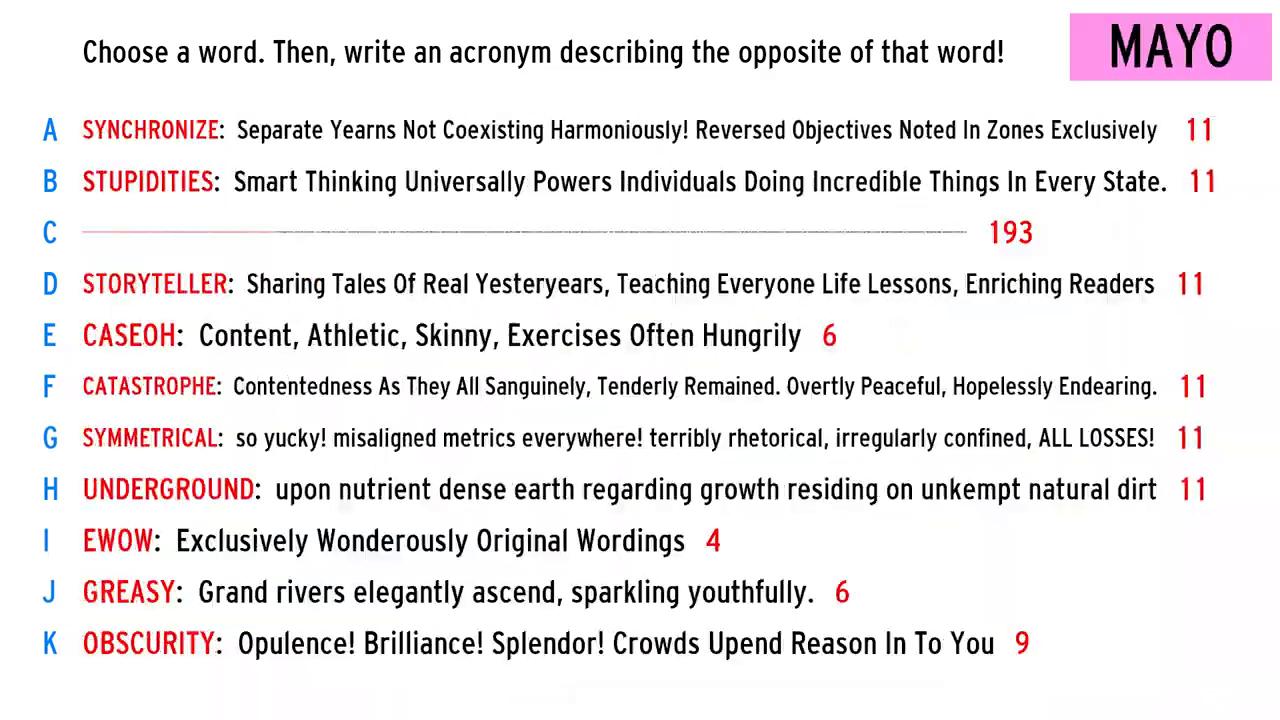 Choose a word. Then, write an acronym describing the opposite of that word!
MAYO
A SYNCHRONIZE: Separate Yearns Not Coexisting Harmoniously! Reversed Objectives Noted In Zones Exclusively 11
B STUPIDITIES: Smart Thinking Universally Powers Individuals Doing Incredible Things In Every State. 11
C 193
D STORYTELLER: Sharing Tales Of Real Yesteryears, Teaching Everyone Life Lessons, Enriching Readers 11
E CASEOH: Content, Athletic, Skinny, Exercises Often Hungrily 6
F CATASTROPHE: Contentedness As They All Sanguinely, Tenderly Remained. Overtly Peaceful, Hopelessly Endearing. 11
G SYMMETRICAL: so yucky! misaligned metrics everywhere! terribly rhetorical, irregularly confined, ALL LOSSES! 11
H UNDERGROUND: upon nutrient dense earth regarding growth residing on unkempt natural dirt 11
I EWOW: Exclusively Wonderously Original Wordings 4
J GREASY: Grand rivers elegantly ascend, sparkling youthfully. 6
K OBSCURITY: Opulence! Brilliance! Splendor! Crowds Upend Reason In To You 9